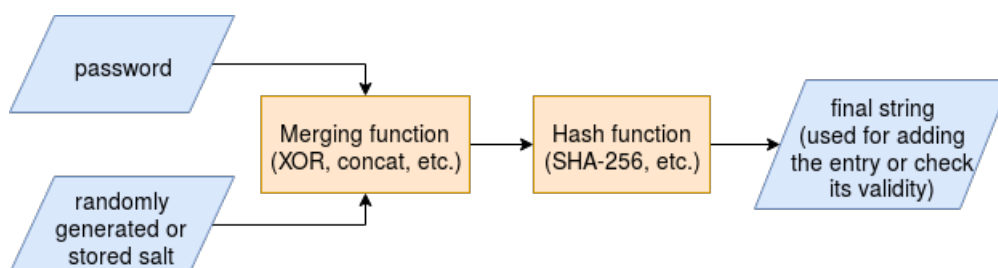 password
Merging function
(XOR, concat, etc.)
Hash function
(SHA-256, etc.)
final string
(used for adding
the entry or check
its validity)
randomly
generated or
stored salt